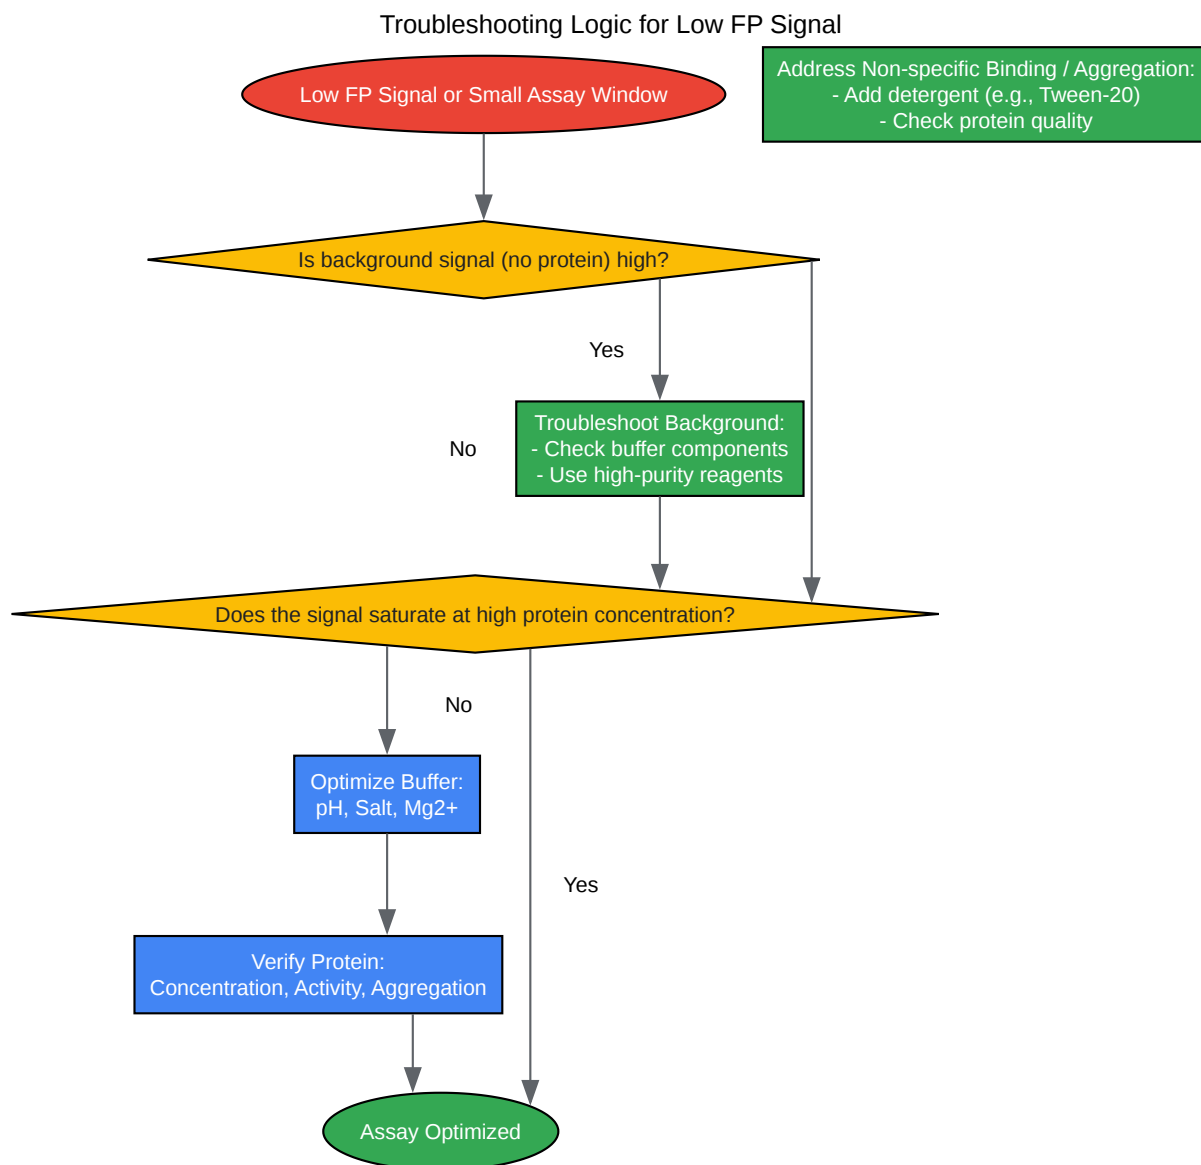 Troubleshooting Logic for Low FP Signal
Low FP Signal or Small Assay Window
Address Non-specific Binding / Aggregation:
- Add detergent (e.g., Tween-20)
- Check protein quality
Is background signal (no protein) high?
Yes
No
Troubleshoot Background:
- Check buffer components
- Use high-purity reagents
Does the signal saturate at high protein concentration?
No
Optimize Buffer:
pH, Salt, Mg2+
Yes
Verify Protein:
Concentration, Activity, Aggregation
Assay Optimized